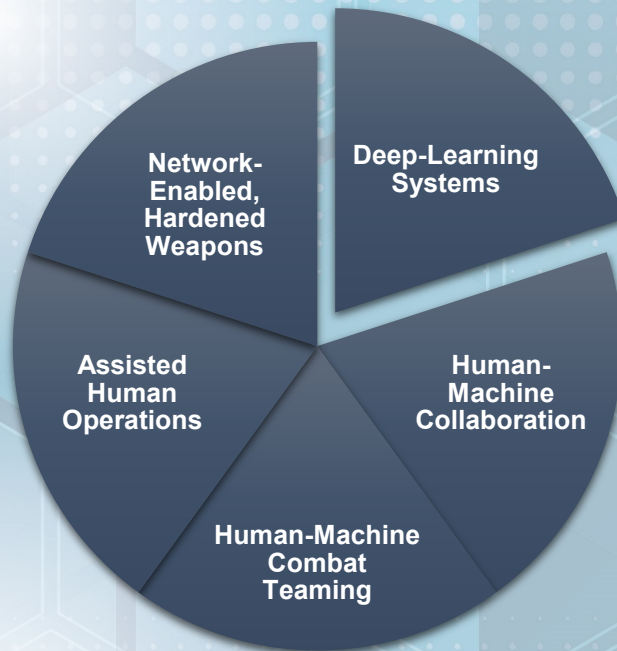 Network-
Enabled,
Hardened
Weapons
Deep-Learning
Systems
Assisted
Human
Operations
Human-
Machine
Collaboration
Human-Machine
Combat
Teaming